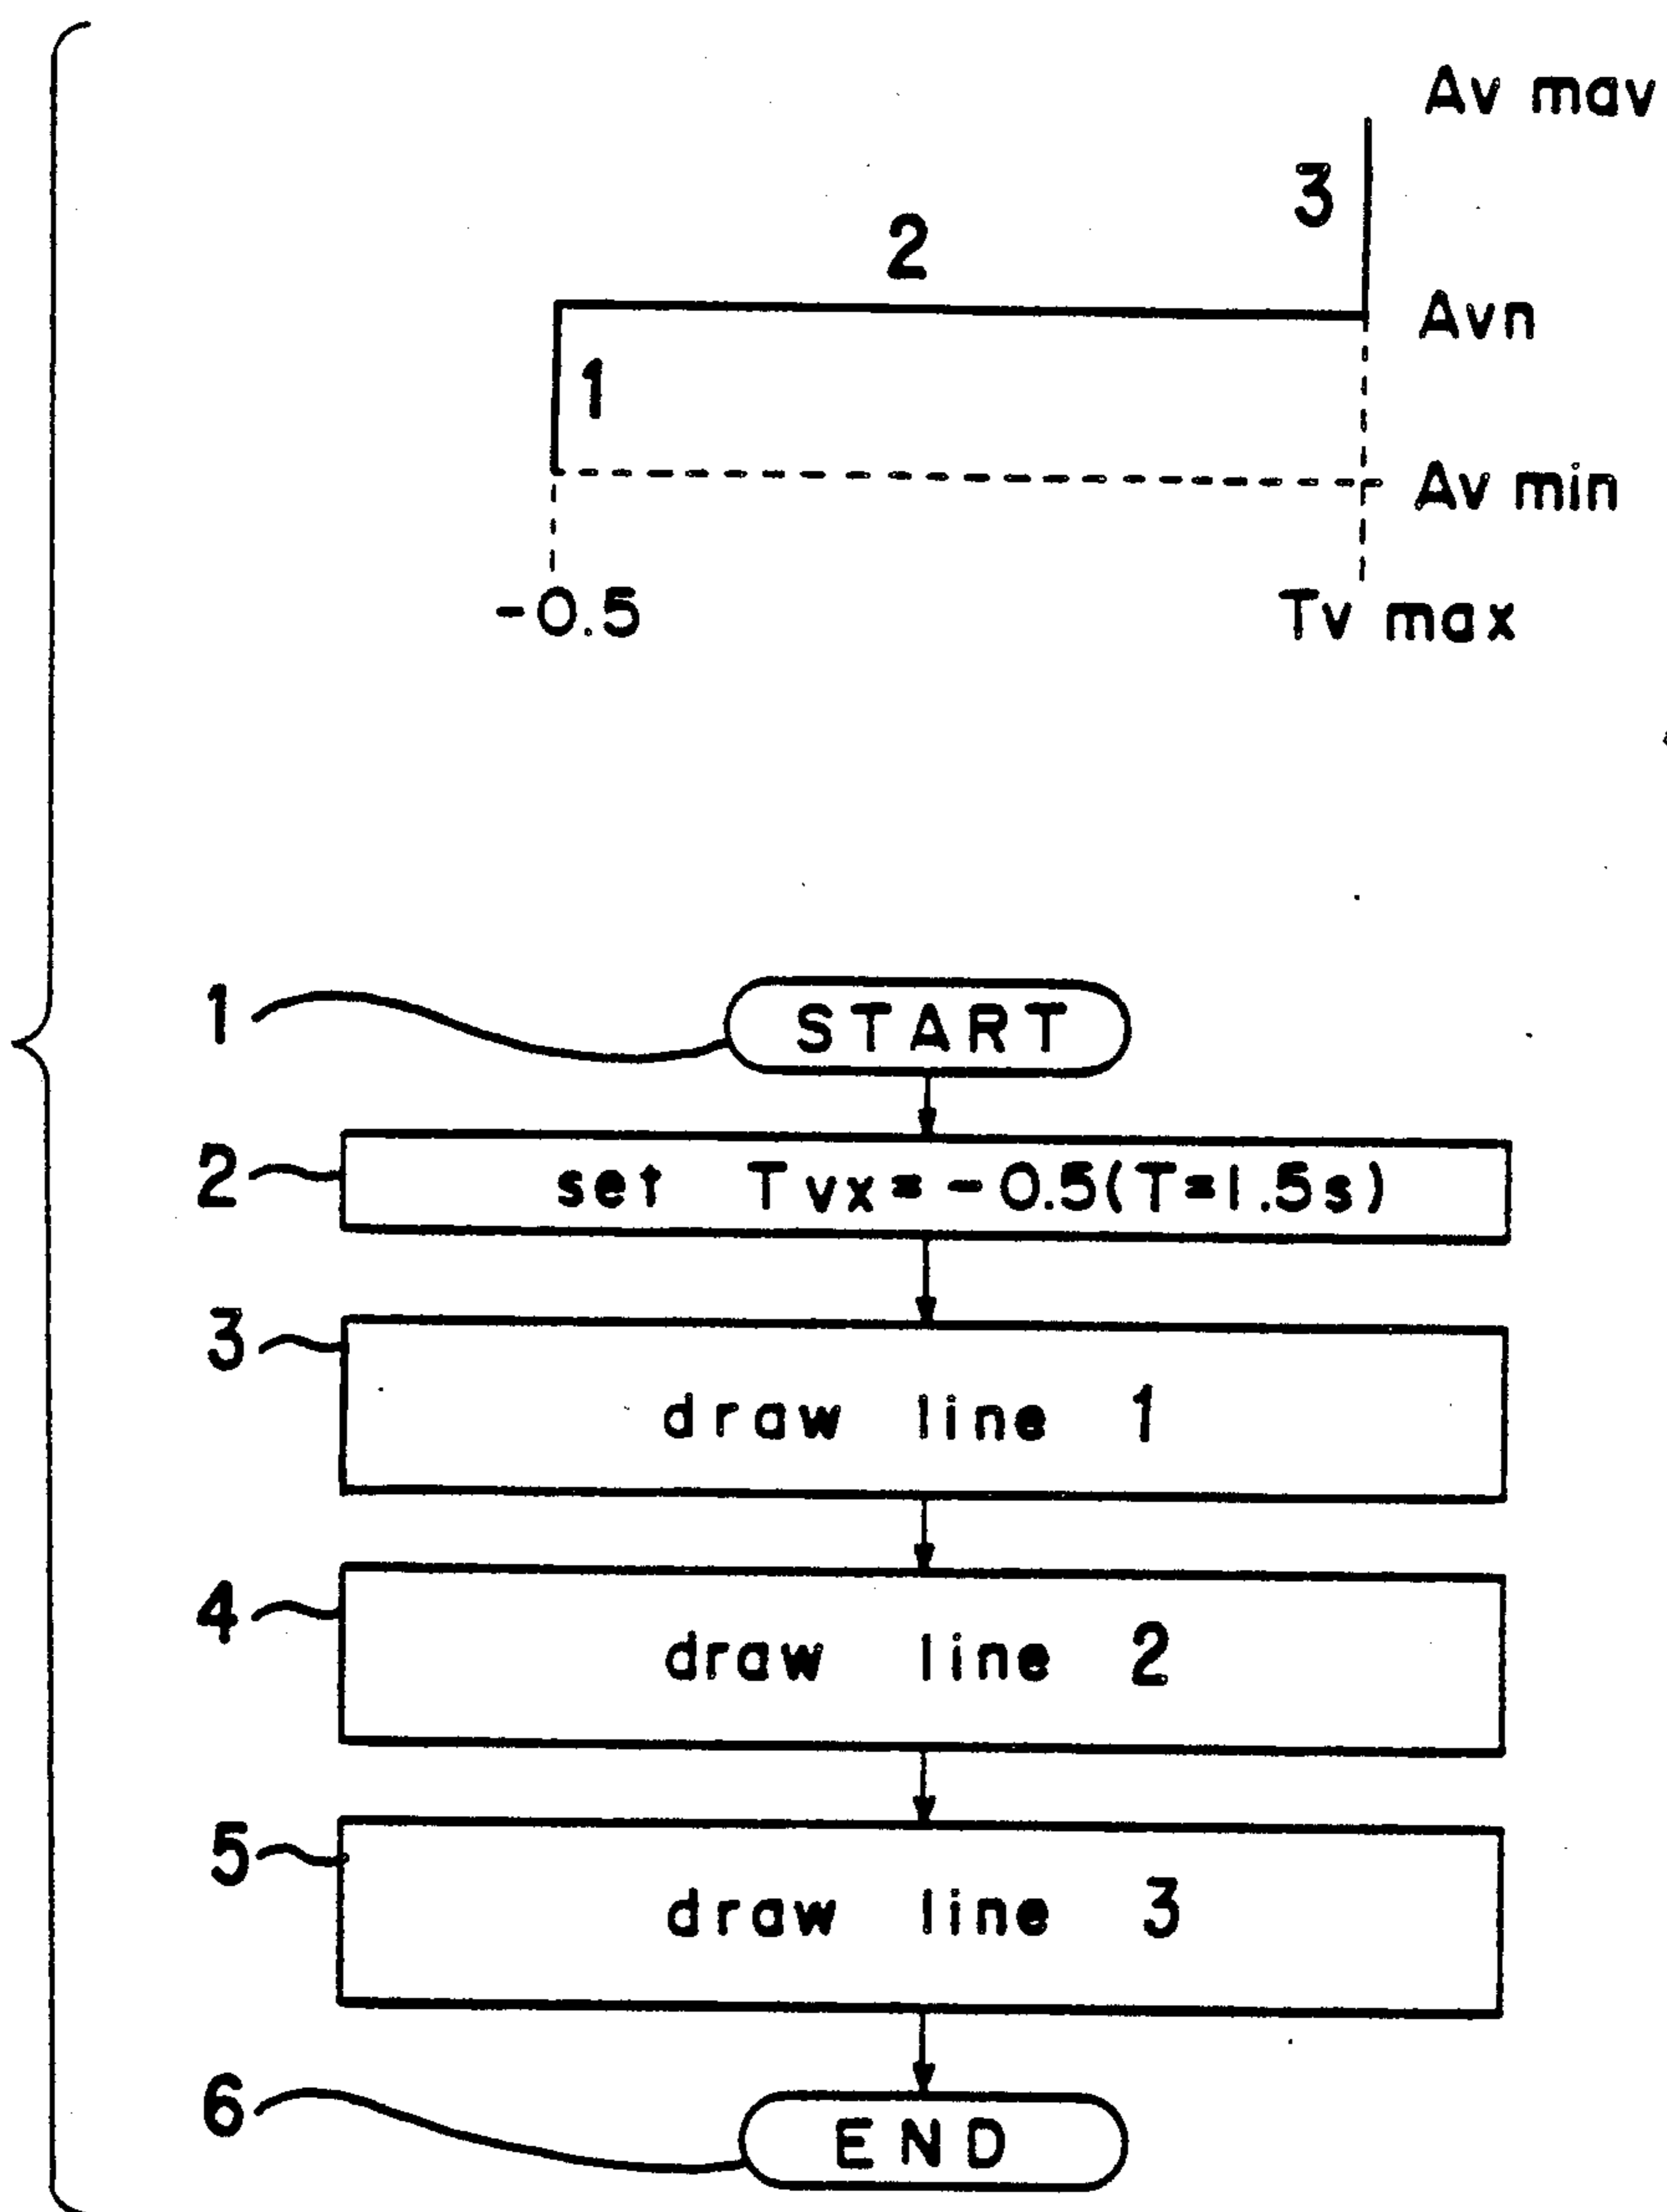 Av mav
3
2
Avn
1
Av min
-0.5
Tv max
1
START
2
set Tvx=-0.5(T=1.5s)
3
draw line 1
4
draw line 2
5
draw line 3
6
END